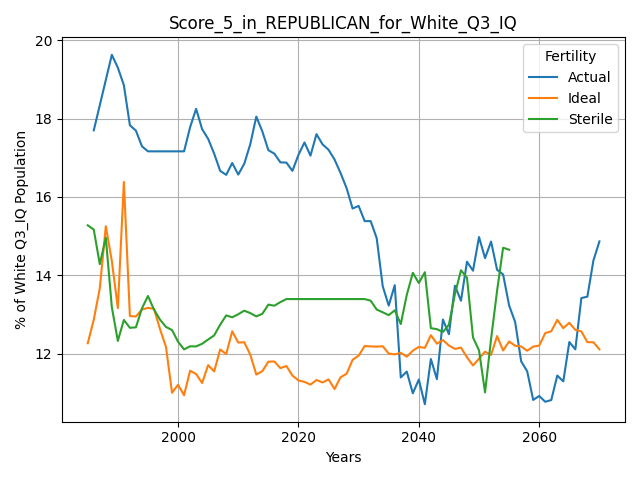 Score_5_in_REPUBLICAN_for_White_Q3_IQ
% of White Q3_IQ Population
20
18
16
14
12
2000
2020
2040
2060
Years
Fertility
Actual
Ideal
Sterile